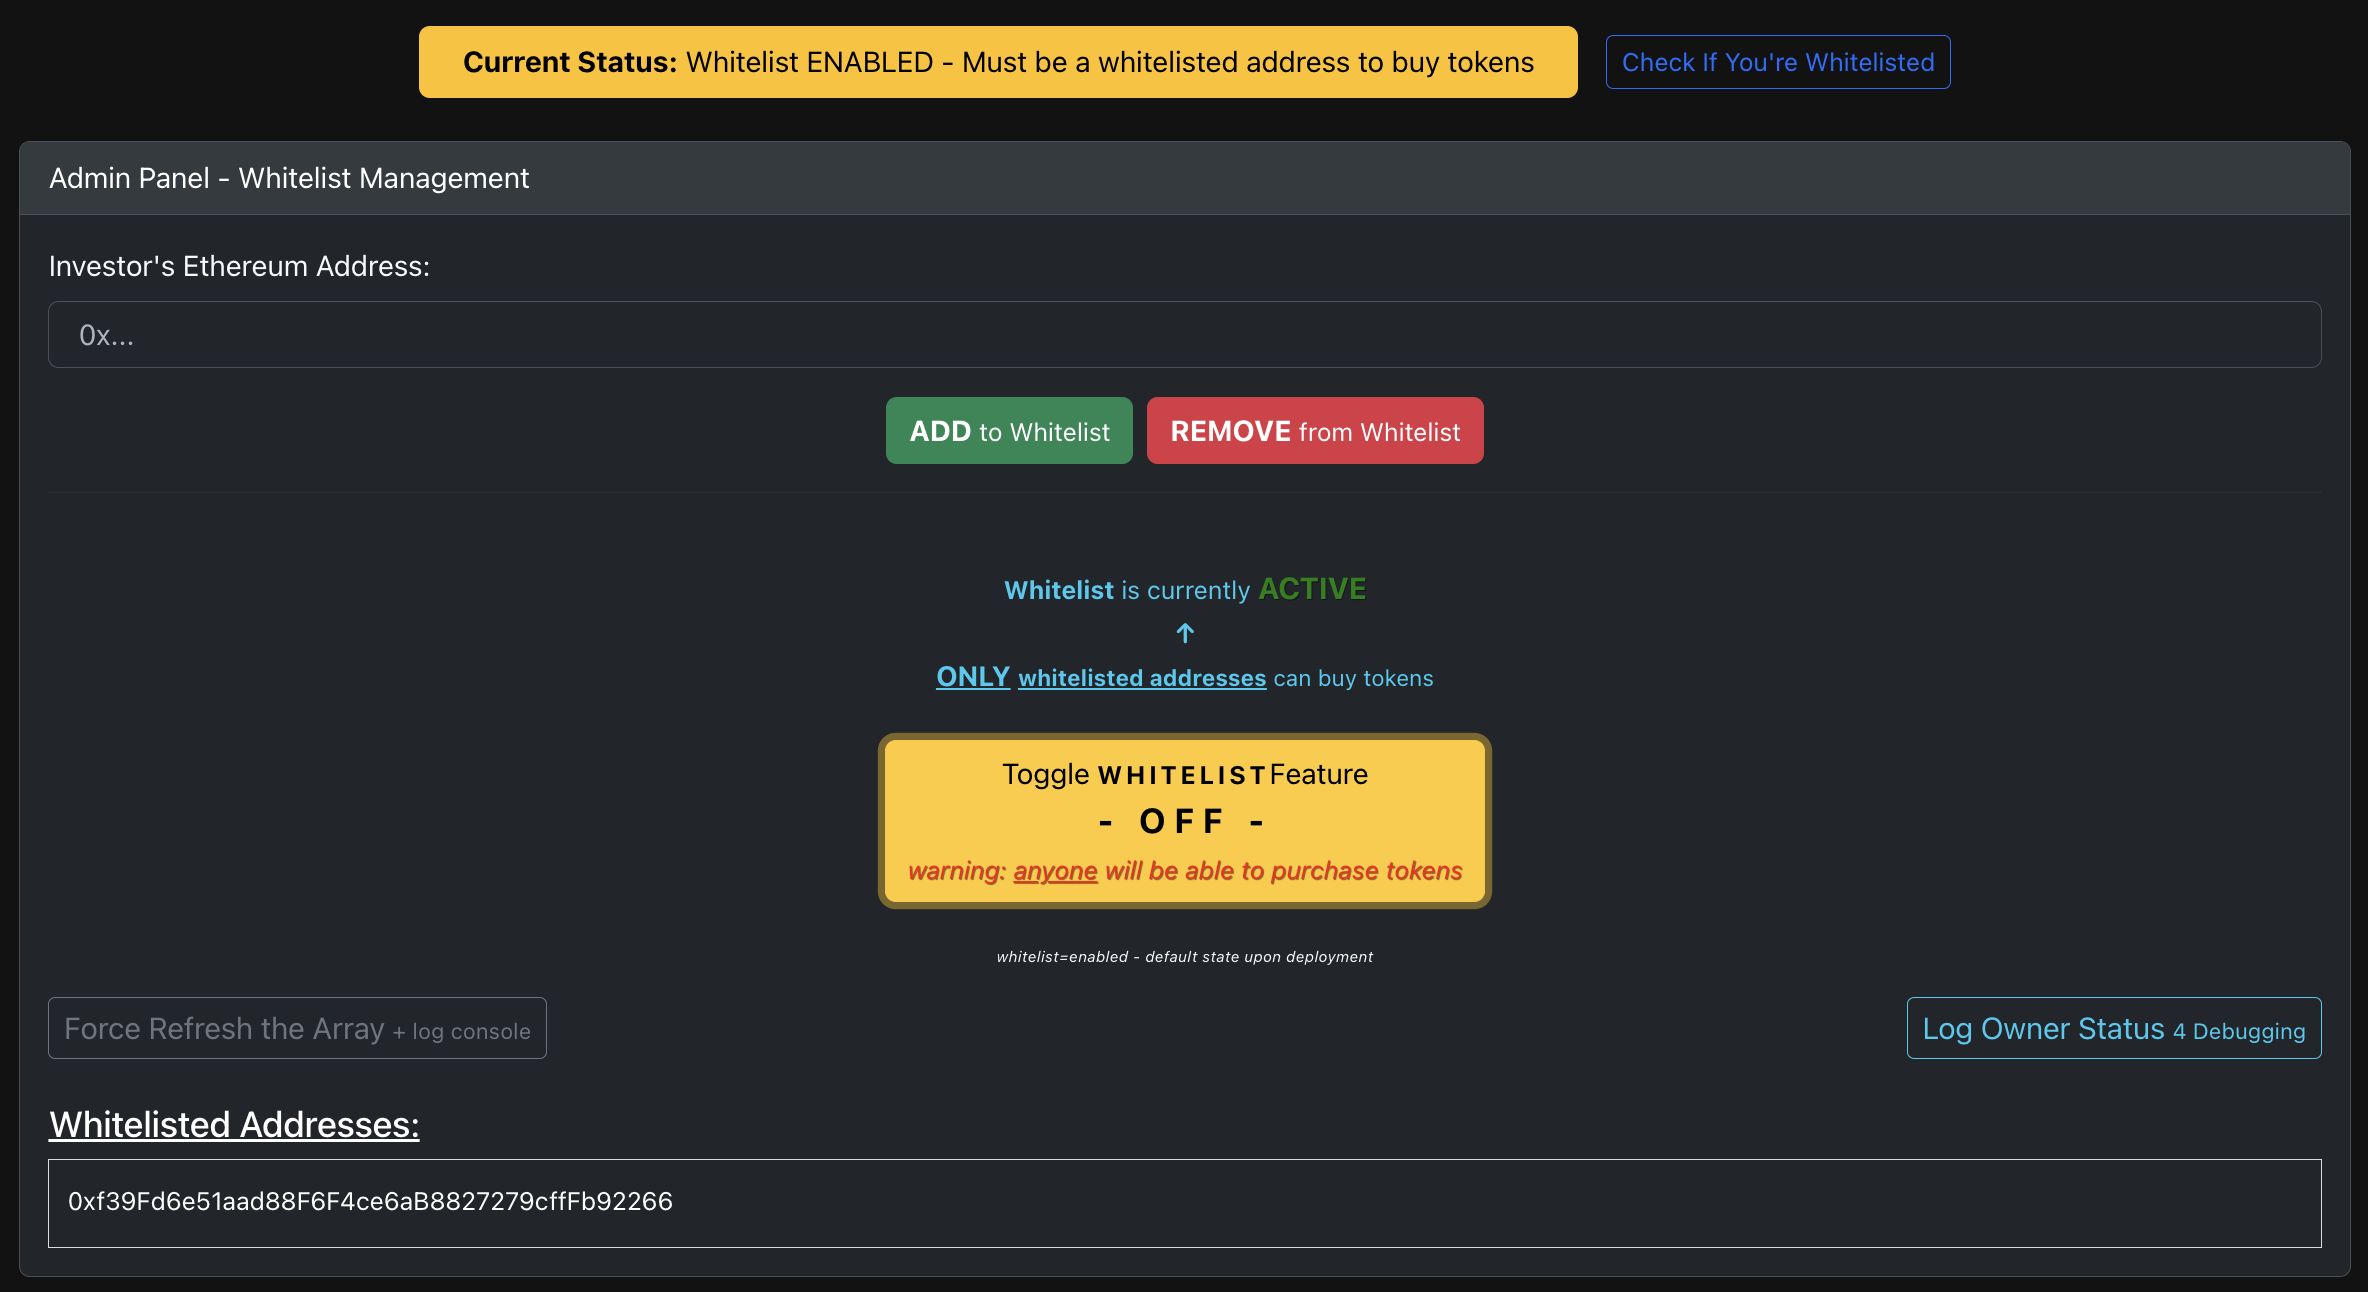 Current Status: Whitelist ENABLED - Must be a whitelisted address to buy tokens
Check If You're Whitelisted
Admin Panel - Whitelist Management
Investor's Ethereum Address:
0x...
ADD to Whitelist
REMOVE from Whitelist
Whitelist is currently ACTIVE
↑
ONLY whitelisted addresses can buy tokens
Toggle WHITELIST Feature
- OFF -
warning: anyone will be able to purchase tokens
whitelist=enabled - default state upon deployment
Force Refresh the Array + log console
Log Owner Status 4 Debugging
Whitelisted Addresses:
0xf39Fd6e51aad88F6F4ce6aB8827279cffFb92266